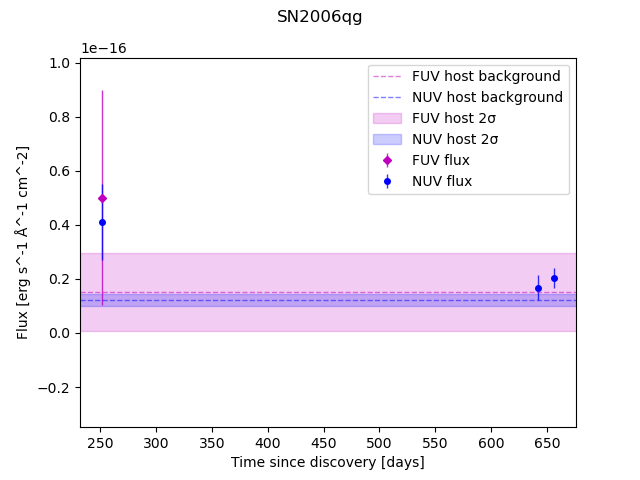 SN2006qg
1e−16
1.0
0.8
0.6
0.4
0.2
0.0
−0.2
Flux [erg s^-1 Å^-1 cm^-2]
FUV host background
NUV host background
FUV host 2σ
NUV host 2σ
FUV flux
NUV flux
250 300 350 400 450 500 550 600 650
Time since discovery [days]